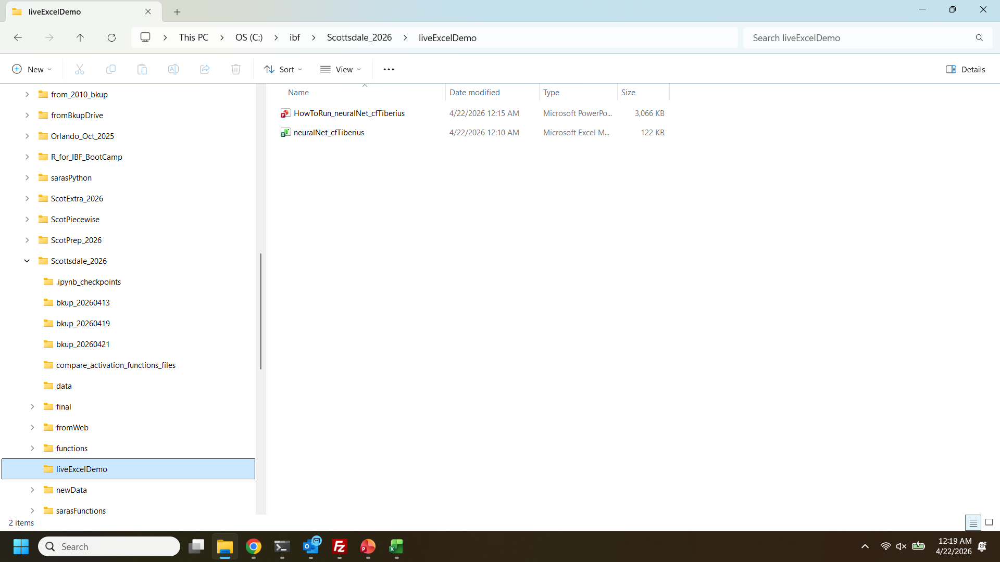 liveExcelDemo
This PC
OS (C:)
ibf
Scottsdale_2026
liveExcelDemo
Search liveExcelDemo
New
Sort
View
Details
Name
Date modified
Type
Size
HowToRun_neuralNet_cfTiberius
4/22/2026 12:15 AM
Microsoft PowerPo...
3,066 KB
neuralNet_cfTiberius
4/22/2026 12:10 AM
Microsoft Excel M...
122 KB
from_2010_bkup
fromBkupDrive
Orlando_Oct_2025
R_for_IBF_BootCamp
sarasPython
ScotExtra_2026
ScotPiecewise
ScotPrep_2026
Scottsdale_2026
.ipynb_checkpoints
bkup_20260413
bkup_20260419
bkup_20260421
compare_activation_functions_files
data
final
fromWeb
functions
liveExcelDemo
newData
sarasFunctions
2 items
Search
12:19 AM
4/22/2026